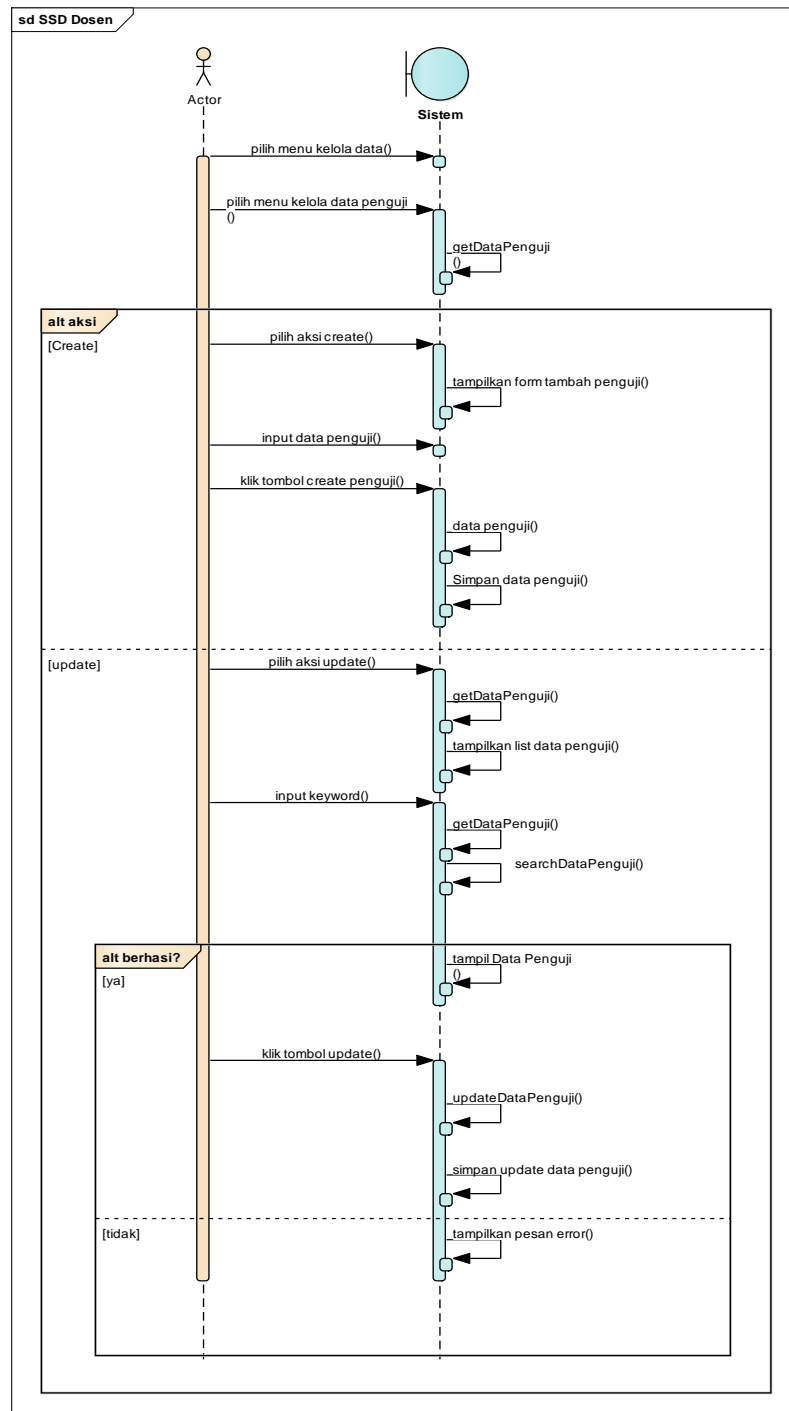 sd SSD Dosen
Actor
Sistem
pilih menu kelola data()
pilih menu kelola data penguji
()
getDataPenguji
()
alt aksi
[Create]
pilih aksi create()
tampilkan form tambah penguji()
input data penguji()
klik tombol create penguji()
data penguji()
Simpan data penguji()
[update]
pilih aksi update()
getDataPenguji()
tampilkan list data penguji()
input keyword()
getDataPenguji()
searchDataPenguji()
alt berhasi?
[ya]
tampil Data Penguji
()
klik tombol update()
updateDataPenguji()
simpan update data penguji()
[tidak]
tampilkan pesan error()